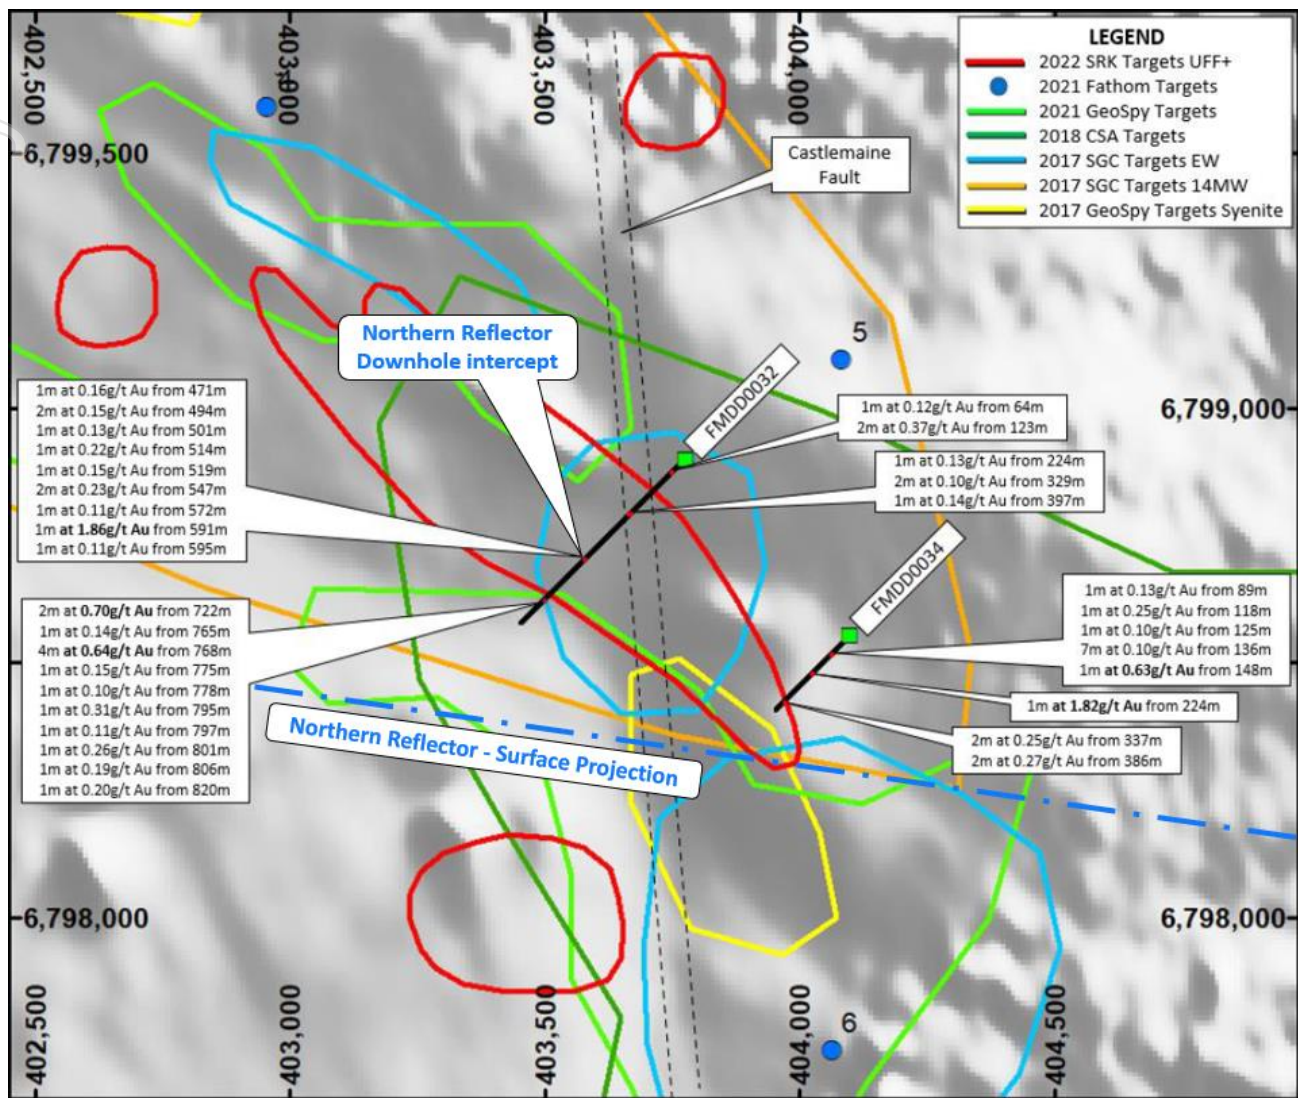 402,500
403,000
403,500
404,000
LEGEND
2022 SRK Targets UFF+
2021 Fathom Targets
2021 GeoSpy Targets
2018 CSA Targets
2017 SGC Targets EW
2017 SGC Targets 14MW
2017 GeoSpy Targets Syenite
6,799,500
Castlemaine
Fault
Northern Reflector
Downhole intercept
5
FMDD0032
6,799,000
1m at 0.16g/t Au from 471m
2m at 0.15g/t Au from 494m
1m at 0.13g/t Au from 501m
1m at 0.22g/t Au from 514m
1m at 0.15g/t Au from 519m
2m at 0.23g/t Au from 547m
1m at 0.11g/t Au from 572m
1m at 1.86g/t Au from 591m
1m at 0.11g/t Au from 595m
1m at 0.12g/t Au from 64m
2m at 0.37g/t Au from 123m
1m at 0.13g/t Au from 224m
2m at 0.10g/t Au from 329m
1m at 0.14g/t Au from 397m
FMDD0034
2m at 0.70g/t Au from 722m
1m at 0.14g/t Au from 765m
4m at 0.64g/t Au from 768m
1m at 0.15g/t Au from 775m
1m at 0.10g/t Au from 778m
1m at 0.31g/t Au from 795m
1m at 0.11g/t Au from 797m
1m at 0.26g/t Au from 801m
1m at 0.19g/t Au from 806m
1m at 0.20g/t Au from 820m
1m at 0.13g/t Au from 89m
1m at 0.25g/t Au from 118m
1m at 0.10g/t Au from 125m
7m at 0.10g/t Au from 136m
1m at 0.63g/t Au from 148m
1m at 1.82g/t Au from 224m
2m at 0.25g/t Au from 337m
2m at 0.27g/t Au from 386m
Northern Reflector - Surface Projection
6,798,000
6,798,000
6
402,500
403,000
403,500
404,000
404,500